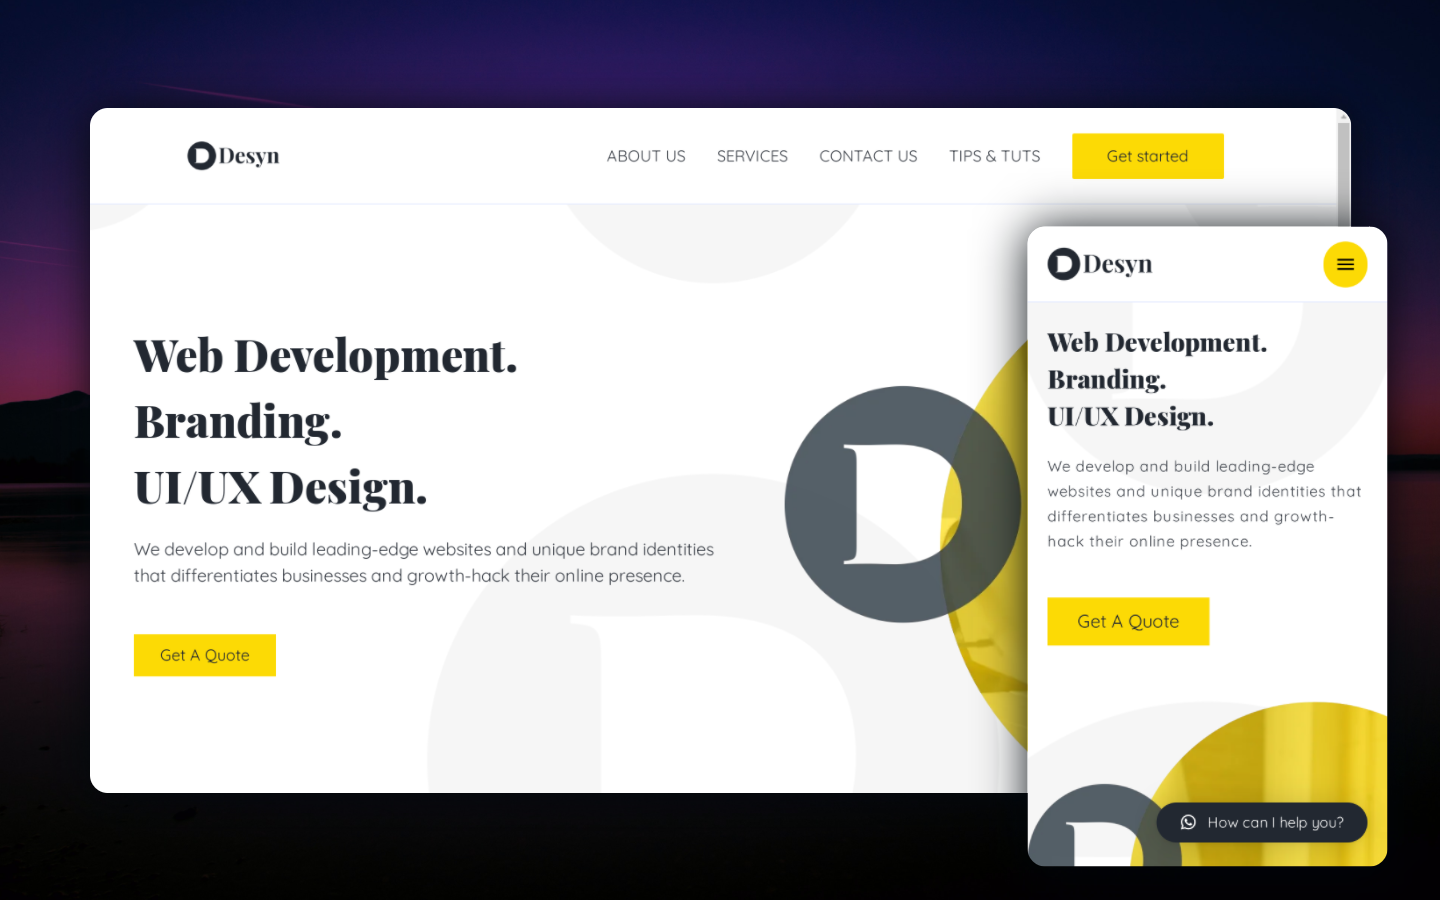 Desyn
ABOUT US
SERVICES
CONTACT US
TIPS & TUTS
Get started
Web Development.
Branding.
UI/UX Design.
We develop and build leading-edge websites and unique brand identities
that differentiates businesses and growth-hack their online presence.
Get A Quote
D
Desyn
Web Development.
Branding.
UI/UX Design.
We develop and build leading-edge
websites and unique brand identities that
differentiates businesses and growth-
hack their online presence.
Get A Quote
How can I help you?